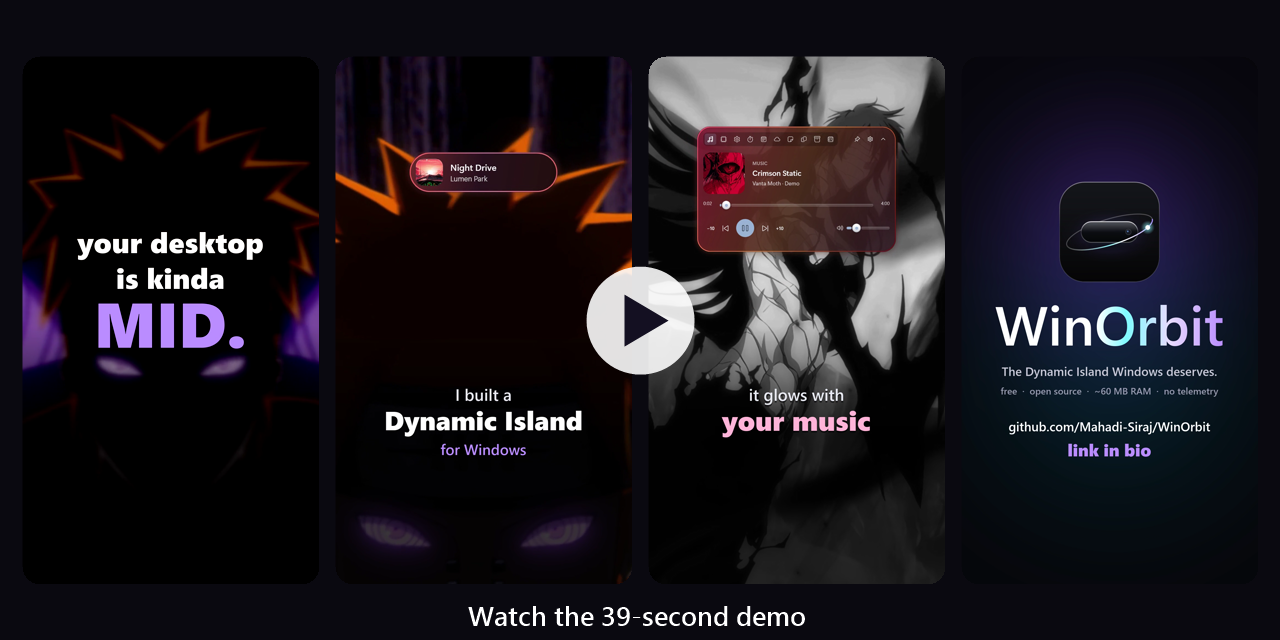 your desktop
is kinda
MID.
Night Drive
Lumen Park
I built a
Dynamic Island
for Windows
MUSIC
Crimson Static
Vanta Moth · Demo
0:02
4:00
-10
+10
it glows with
your music
WinOrbit
The Dynamic Island Windows deserves.
free · open source · ~60 MB RAM · no telemetry
github.com/Mahadi-Siraj/WinOrbit
link in bio
Watch the 39-second demo